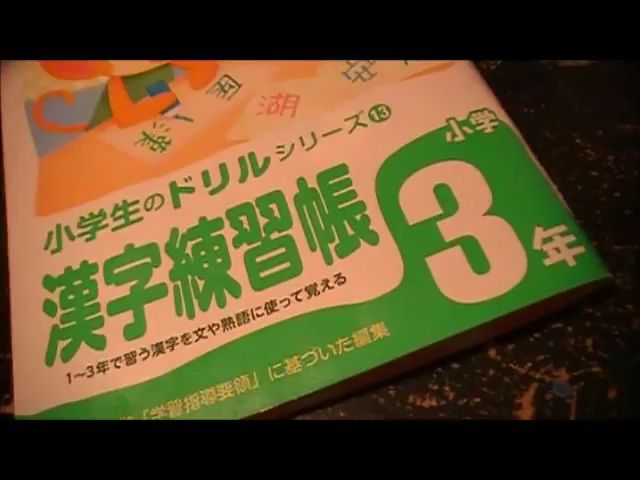 湖
小学生のドリルシリーズ⑬
漢字練習帳
小学
3年
1〜3年で習う漢字を文や熟語に使って覚える
「学習指導要領」に基づいた編集